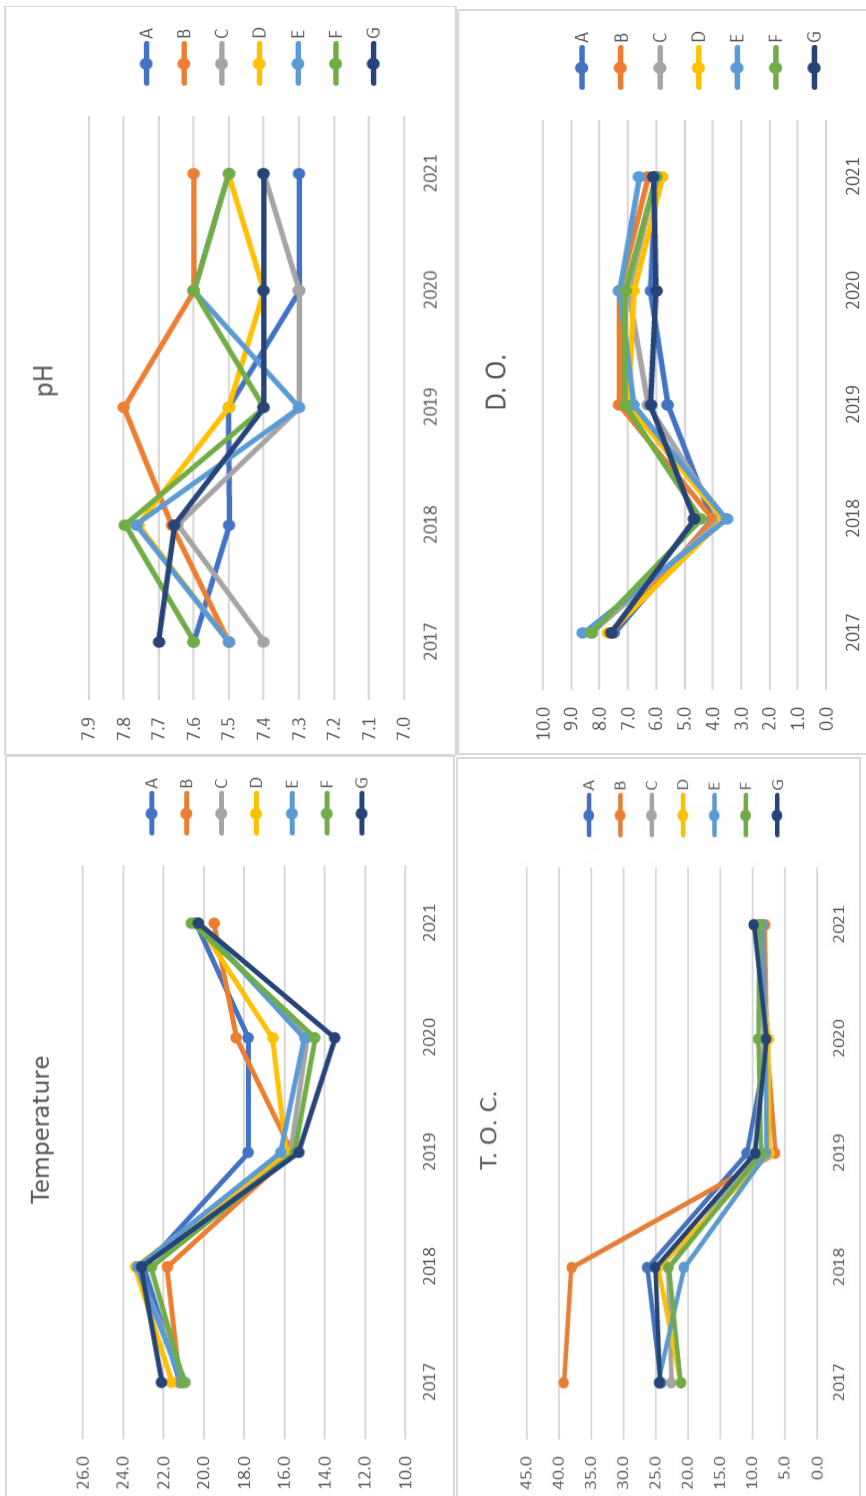 Temperature
26.0
24.0
22.0
20.0
18.0
16.0
14.0
12.0
10.0
2017 2018 2019 2020 2021
A
B
C
D
E
F
G
pH
7.9
7.8
7.7
7.6
7.5
7.4
7.3
7.2
7.1
7.0
2017 2018 2019 2020 2021
A
B
C
D
E
F
G
T. O. C.
45.0
40.0
35.0
30.0
25.0
20.0
15.0
10.0
5.0
0.0
2017 2018 2019 2020 2021
A
B
C
D
E
F
G
D. O.
10.0
9.0
8.0
7.0
6.0
5.0
4.0
3.0
2.0
1.0
0.0
2017 2018 2019 2020 2021
A
B
C
D
E
F
G